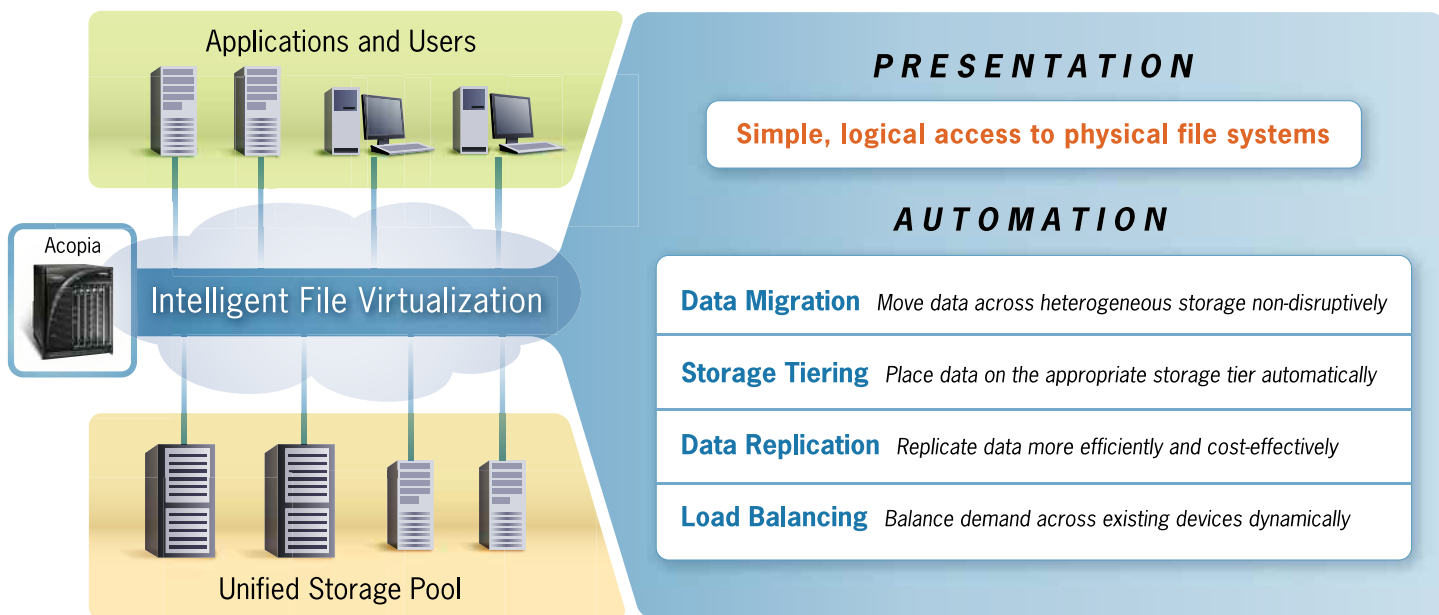 Applications and Users
Acopia
Intelligent File Virtualization
Unified Storage Pool
PRESENTATION
Simple, logical access to physical file systems
AUTOMATION
Data Migration Move data across heterogeneous storage non-disruptively
Storage Tiering Place data on the appropriate storage tier automatically
Data Replication Replicate data more efficiently and cost-effectively
Load Balancing Balance demand across existing devices dynamically